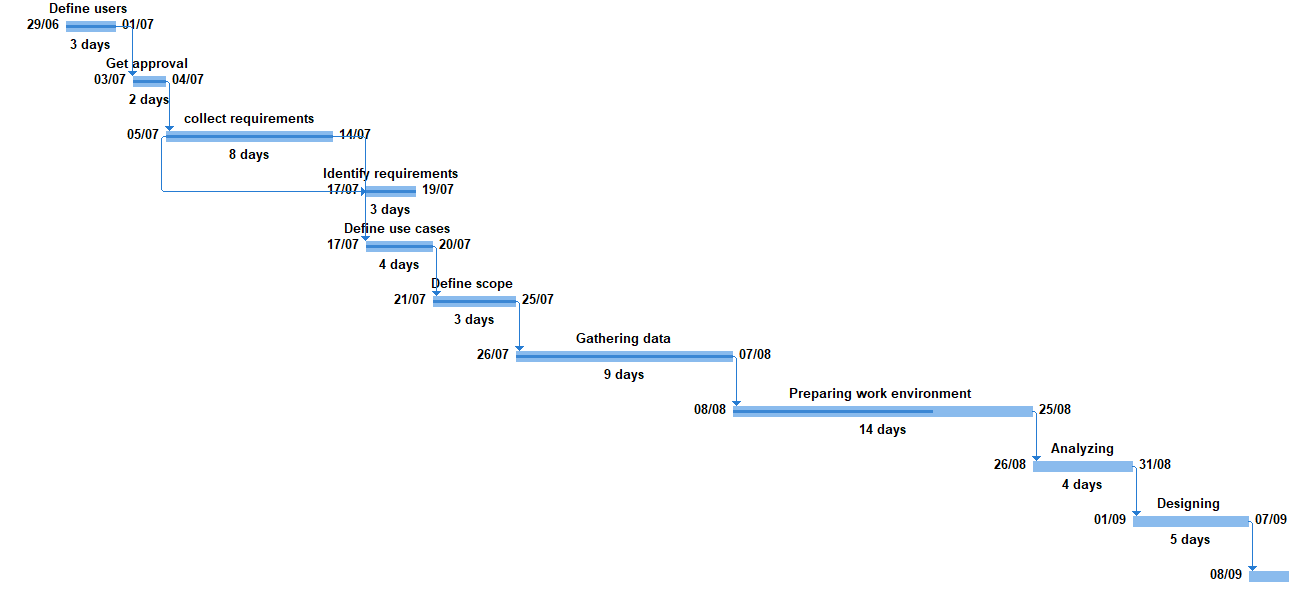 Define users
29/06 01/07
3 days
Get approval
03/07 04/07
2 days
collect requirements
05/07 14/07
8 days
Identify requirements
17/07 19/07
3 days
Define use cases
17/07 20/07
4 days
Define scope
21/07 25/07
3 days
Gathering data
26/07 07/08
9 days
Preparing work environment
08/08 25/08
14 days
Analyzing
26/08 31/08
4 days
Designing
01/09 07/09
5 days
08/09